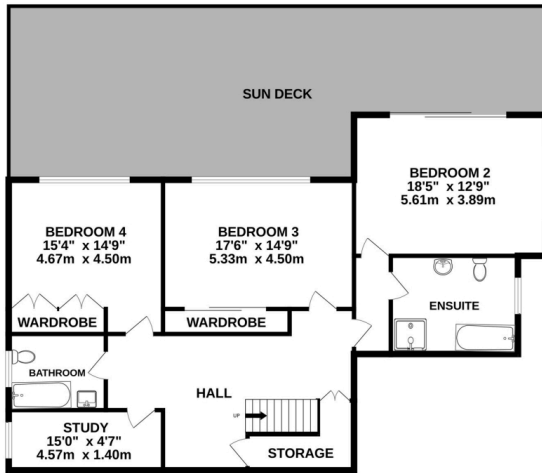 SUN DECK
BEDROOM 2
18'5" x 12'9"
5.61m x 3.89m
BEDROOM 4
15'4" x 14'9"
4.67m x 4.50m
BEDROOM 3
17'6" x 14'9"
5.33m x 4.50m
ENSUITE
WARDROBE
WARDROBE
BATHROOM
HALL
UP
STUDY
15'0" x 4'7"
4.57m x 1.40m
STORAGE